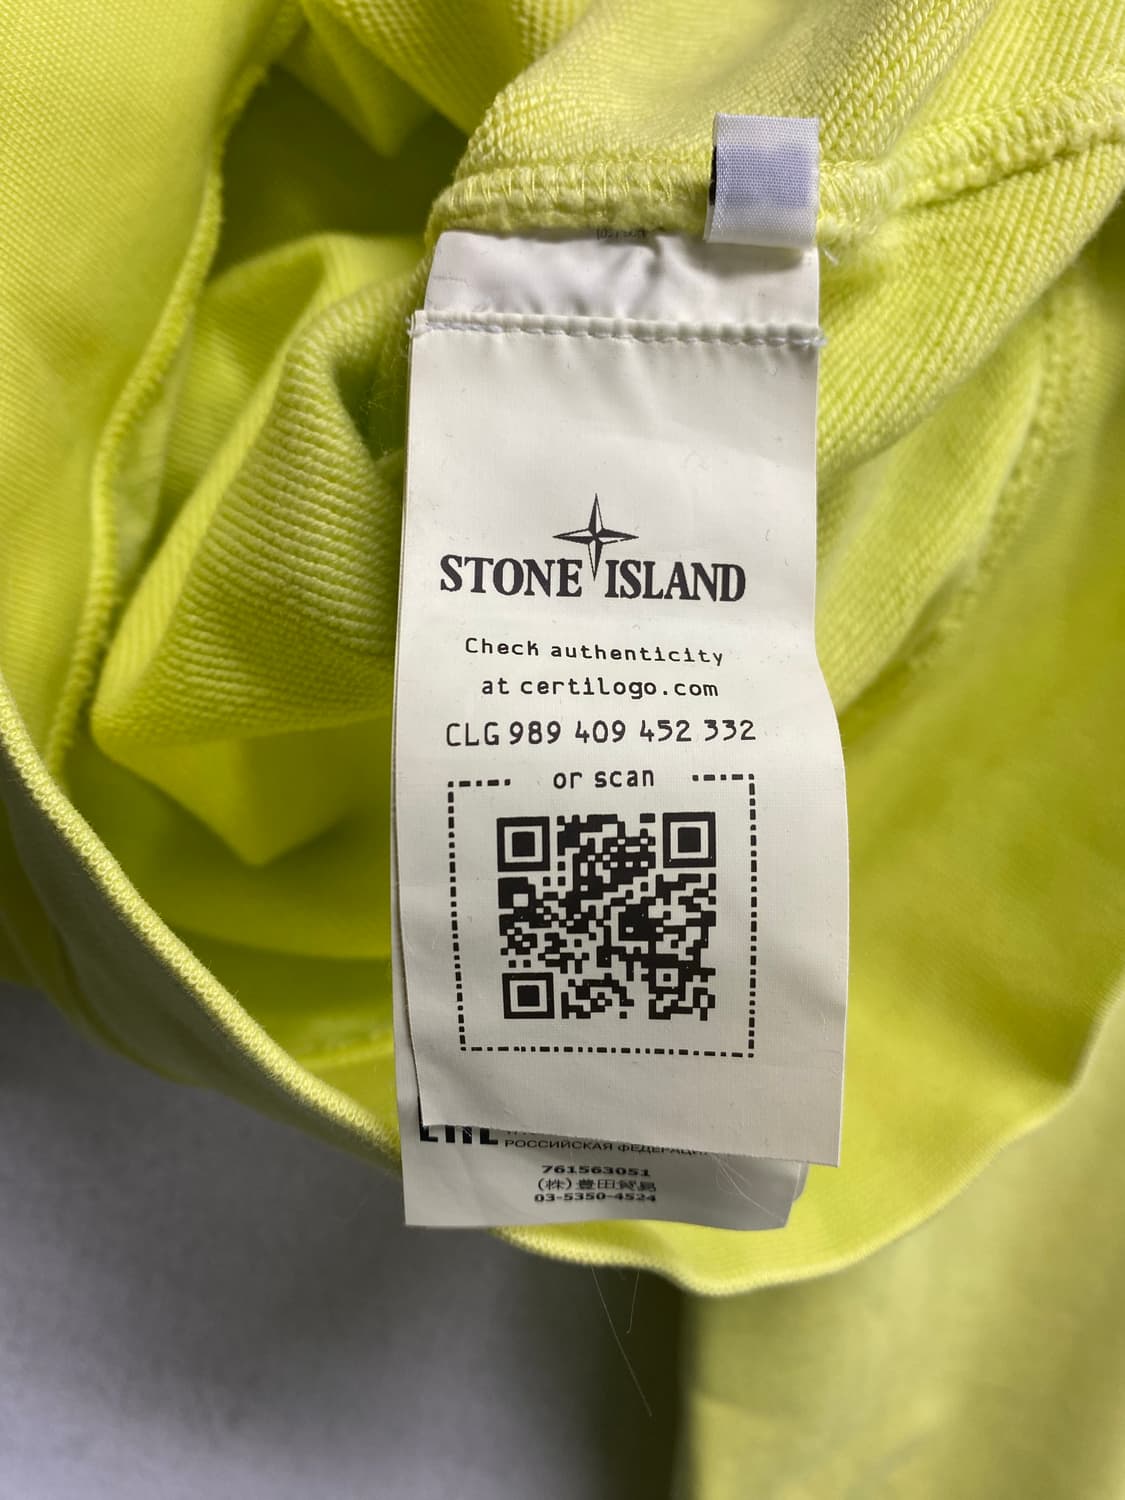 STONE ISLAND
Check authenticity
at certilogo.com
CLG 989 409 452 332
or scan
РОССИЙСКАЯ ФЕДЕРАЦИЯ
761563051
(株)豊田貿易
03-5350-4524